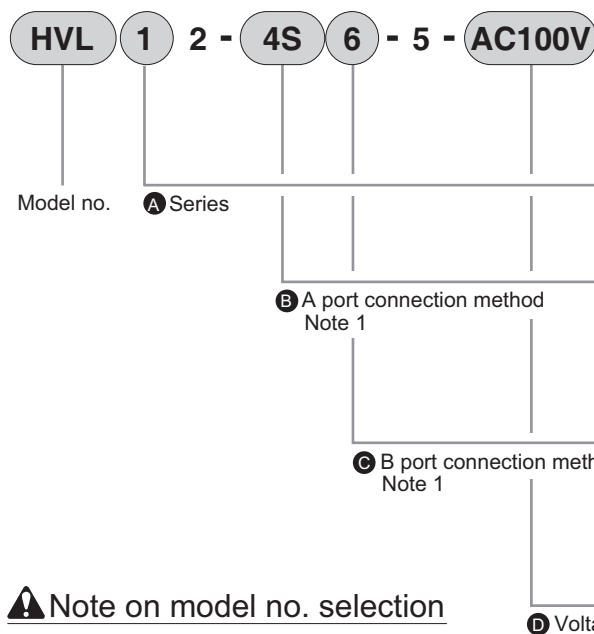 HVL 1 2 - 4S 6 - 5 - AC100V
Model no.
A Series
B A port connection method
Note 1
C B port connection meth
Note 1
Note on model no. selection
D Volta